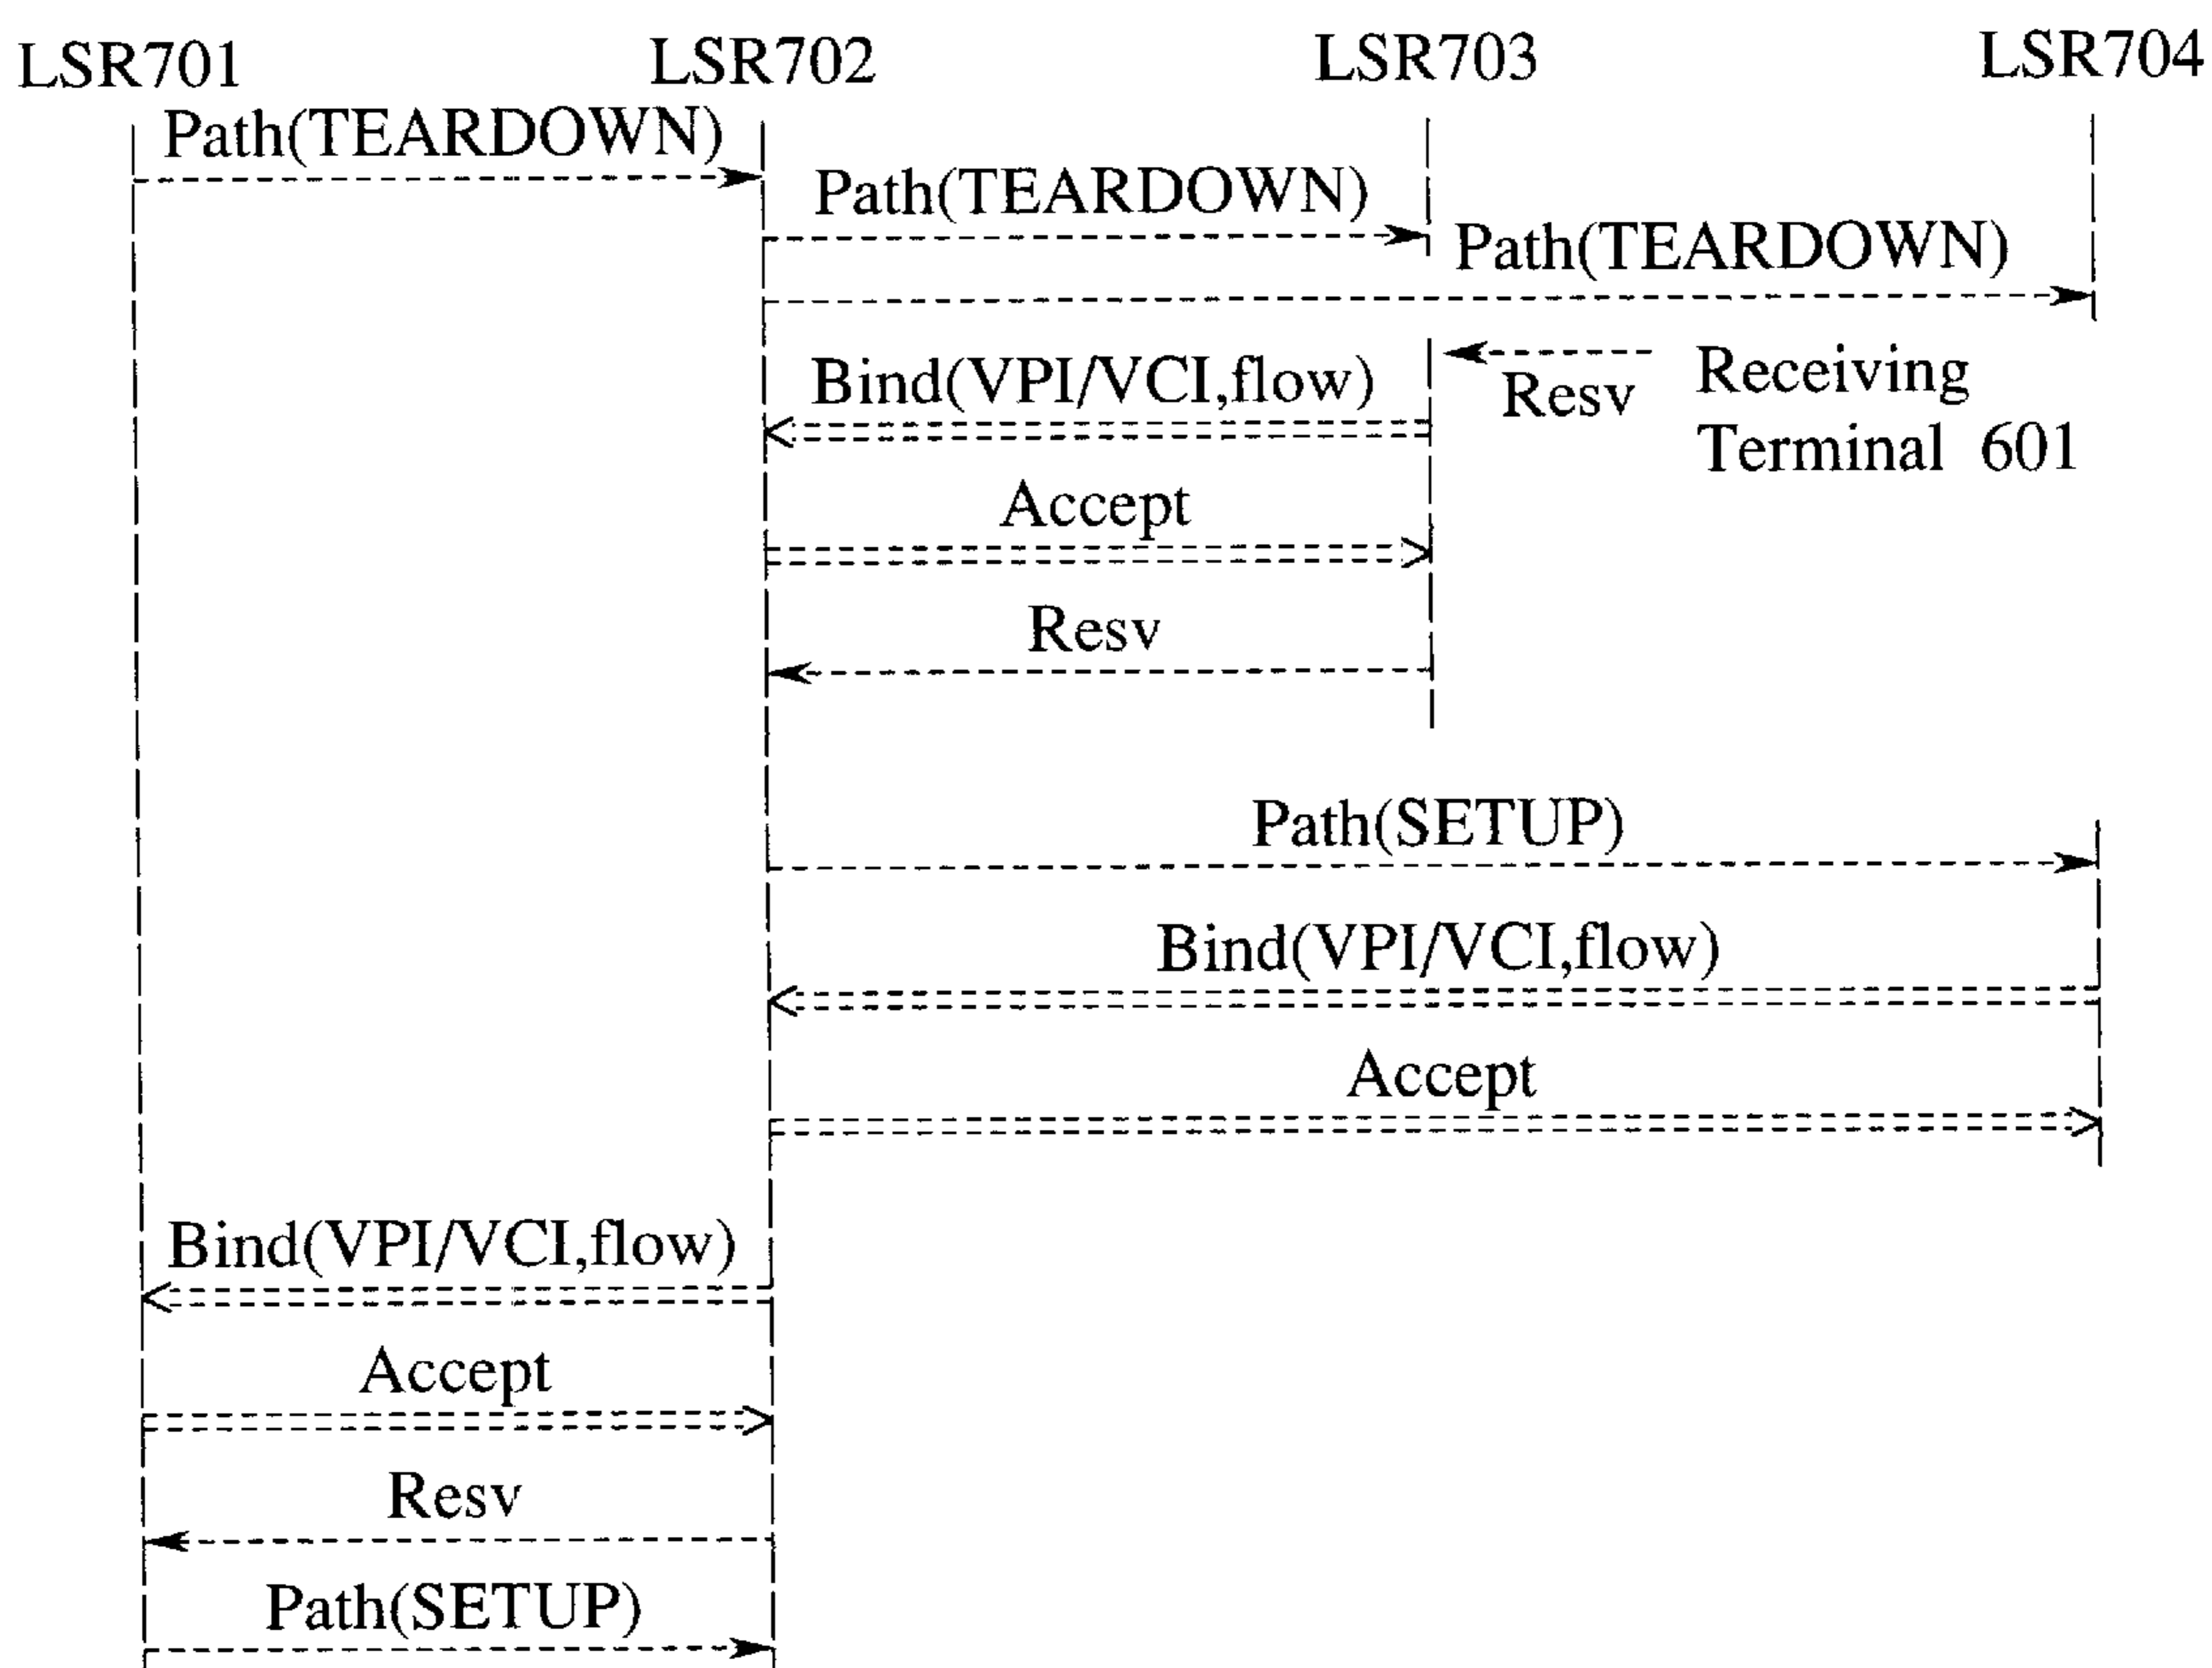 LSR701 LSR702 LSR703 LSR704
Path(TEARDOWN)
Path(TEARDOWN)
Path(TEARDOWN)
Bind(VPI/VCI,flow)
Resv
Receiving
Terminal 601
Accept
Resv
Path(SETUP)
Bind(VPI/VCI,flow)
Accept
Bind(VPI/VCI,flow)
Accept
Resv
Path(SETUP)